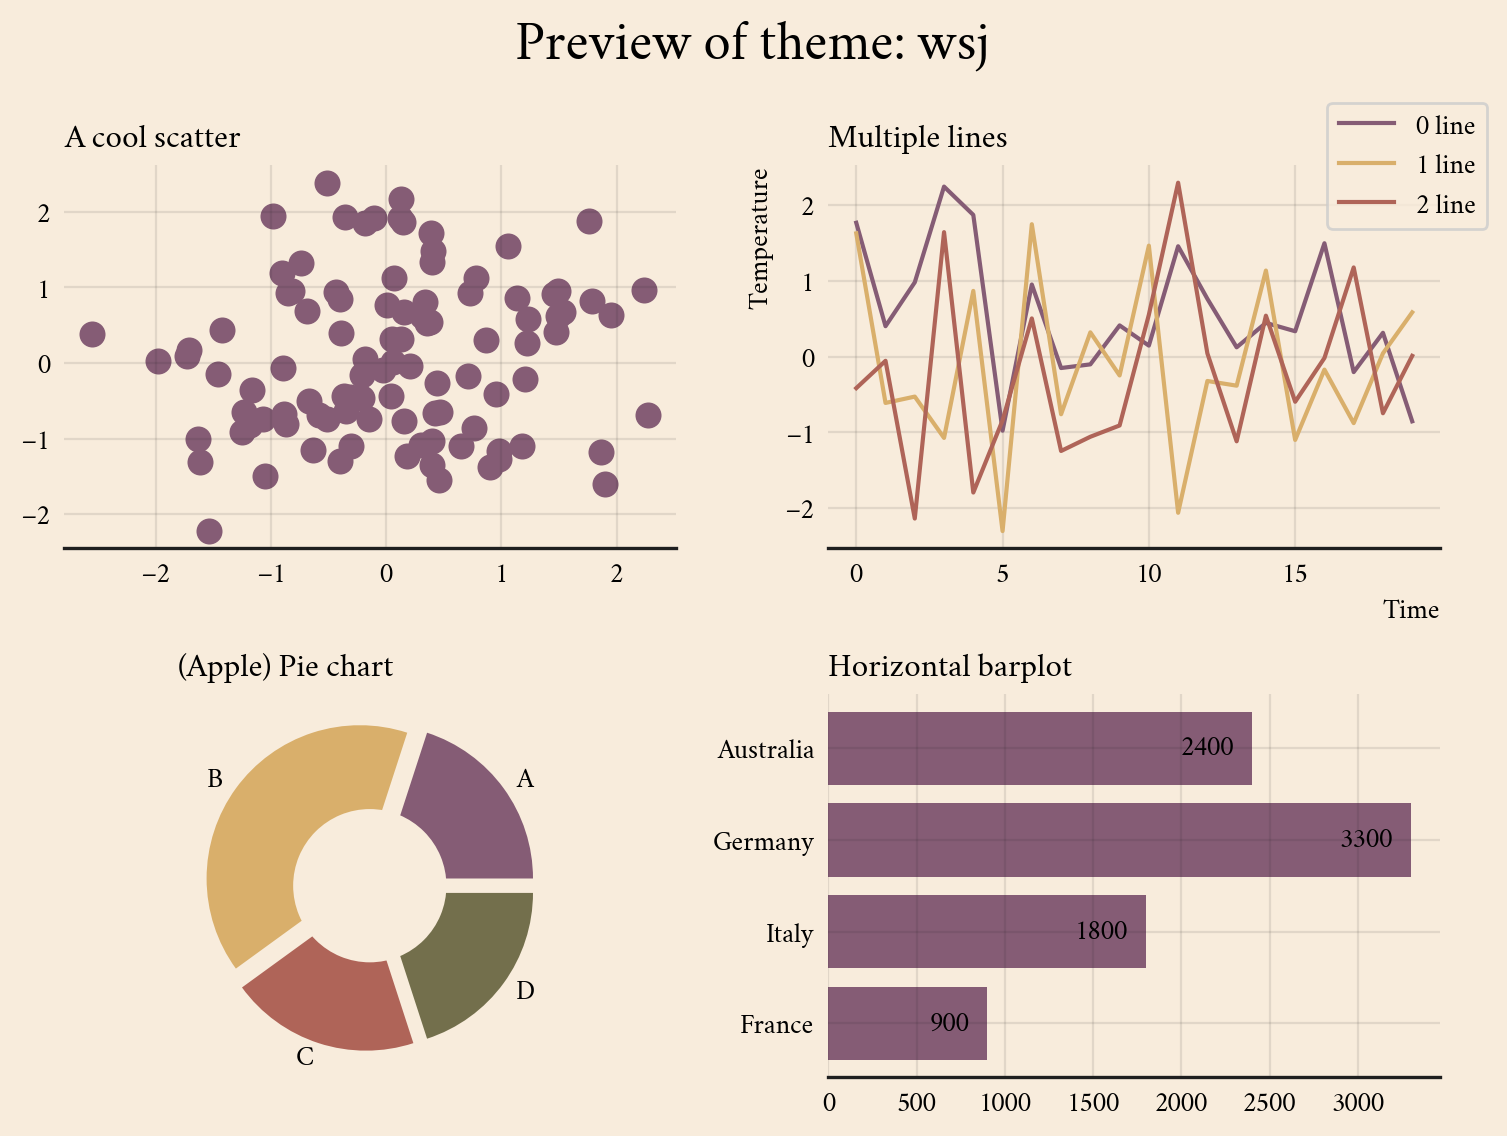 Preview of theme: wsj
A cool scatter
2
1
0
−1
−2
−2 −1 0 1 2
Multiple lines
0 line
1 line
2 line
Temperature
2
1
0
−1
−2
0 5 10 15
Time
(Apple) Pie chart
A
B
C
D
Horizontal barplot
Australia 2400
Germany 3300
Italy 1800
France 900
0 500 1000 1500 2000 2500 3000